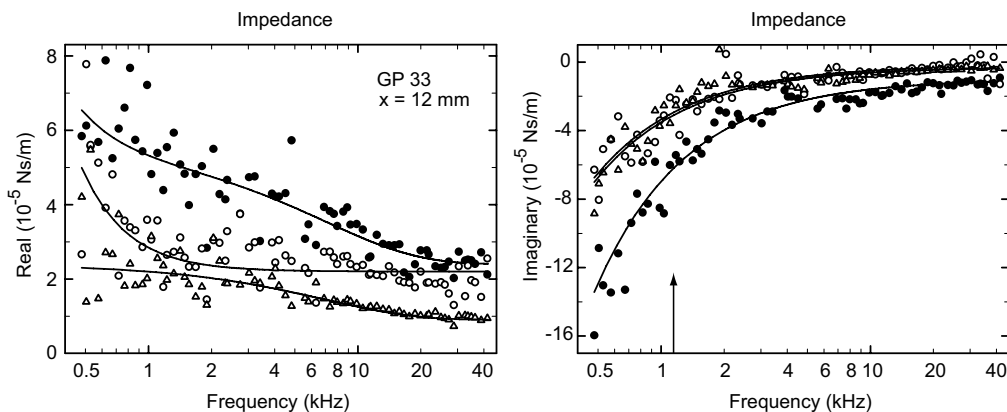 Impedance
8
6
4
2
0
Real (10⁻⁵ Ns/m)
GP 33
x = 12 mm
0.5 1 2 4 6 8 10 20 40
Frequency (kHz)
Impedance
0
-4
-8
-12
-16
Imaginary (10⁻⁵ Ns/m)
0.5 1 2 4 6 8 10 20 40
Frequency (kHz)